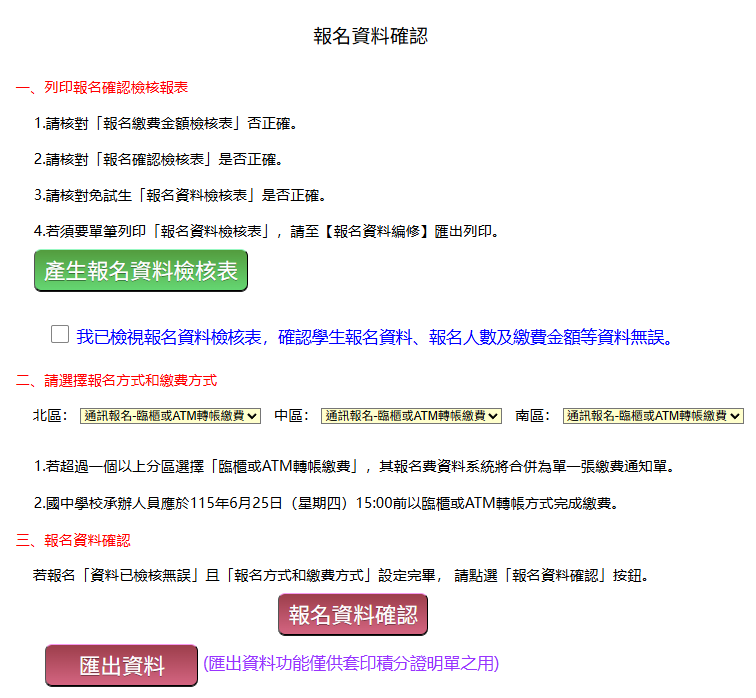 報名資料確認
一、列印報名確認檢核報表
1.請核對「報名繳費金額檢核表」否正確。
2.請核對「報名確認檢核表」是否正確。
3.請核對免試生「報名資料檢核表」是否正確。
4.若須要單筆列印「報名資料檢核表」，請至【報名資料編修】匯出列印。
產生報名資料檢核表
我已檢視報名資料檢核表，確認學生報名資料、報名人數及繳費金額等資料無誤。
二、請選擇報名方式和繳費方式
北區： 通訊報名-臨櫃或ATM轉帳繳費 中區： 通訊報名-臨櫃或ATM轉帳繳費 南區： 通訊報名-臨櫃或ATM轉帳繳費
1.若超過一個以上分區選擇「臨櫃或ATM轉帳繳費」，其報名費資料系統將合併為單一張繳費通知單。
2.國中學校承辦人員應於115年6月25日（星期四）15:00前以臨櫃或ATM轉帳方式完成繳費。
三、報名資料確認
若報名「資料已檢核無誤」且「報名方式和繳費方式」設定完畢， 請點選「報名資料確認」按鈕。
報名資料確認
匯出資料 (匯出資料功能僅供套印積分證明單之用)